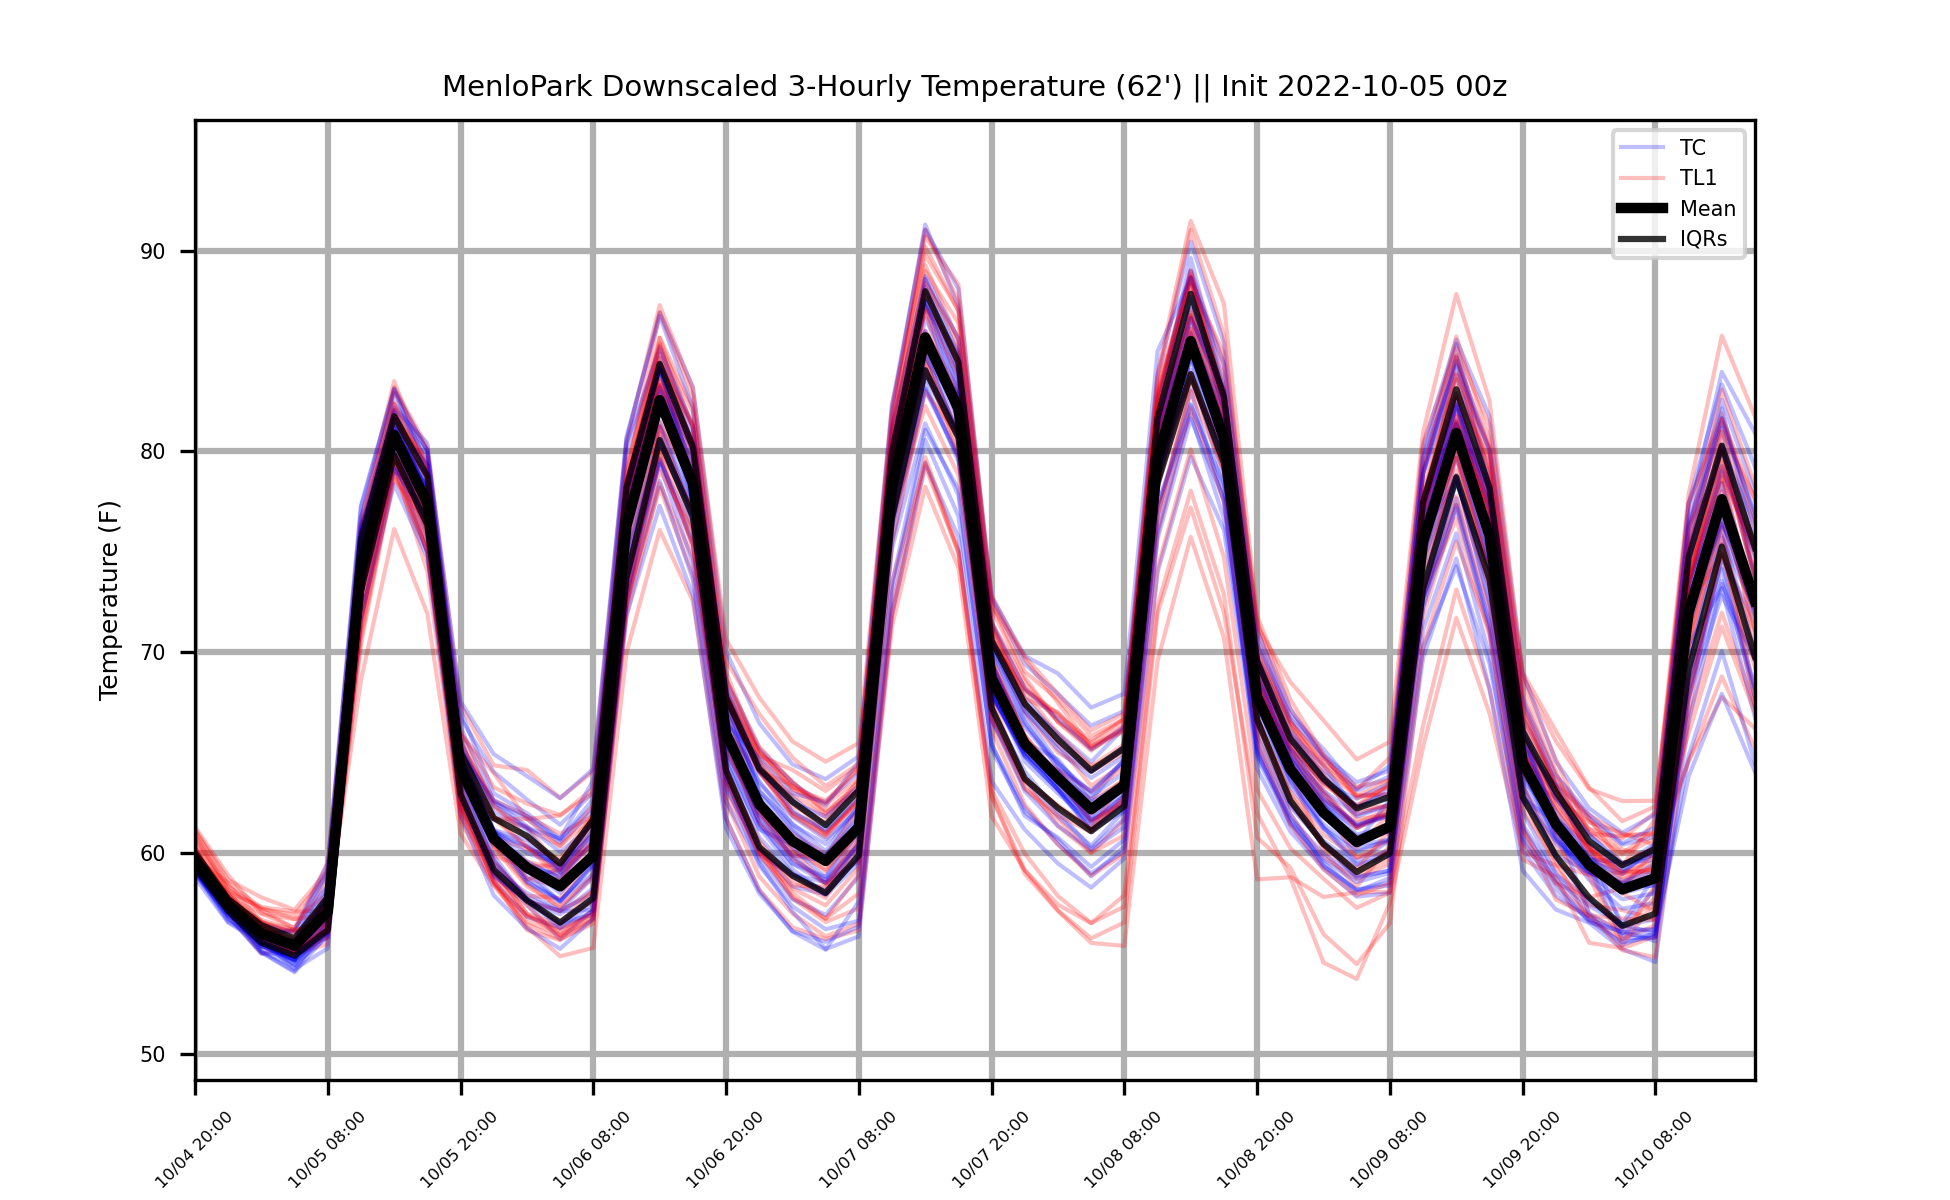 MenloPark Downscaled 3-Hourly Temperature (62') || Init 2022-10-05 00z
TC
TL1
Mean
IQRs
Temperature (F)
90
80
70
60
50
10/04 20:00
10/05 08:00
10/05 20:00
10/06 08:00
10/06 20:00
10/07 08:00
10/07 20:00
10/08 08:00
10/08 20:00
10/09 08:00
10/09 20:00
10/10 08:00